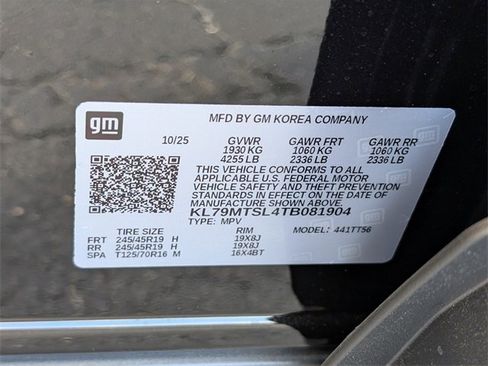 gm
MFD BY GM KOREA COMPANY
10/25 GVWR GAWR FRT GAWR RR
1930 KG 1060 KG 1060 KG
4255 LB 2336 LB 2336 LB
THIS VEHICLE CONFORMS TO ALL
APPLICABLE U.S. FEDERAL MOTOR
VEHICLE SAFETY AND THEFT PREVENTION
STANDARDS IN EFFECT ON THE DATE OF
MANUFACTURE SHOWN ABOVE.
KL79MTSL4TB081904
TYPE: MPV MODEL: 441TT56
TIRE SIZE RIM
FRT 245/45R19 H 19X8J
RR 245/45R19 H 19X8J
SPA T125/70R16 M 16X4BT